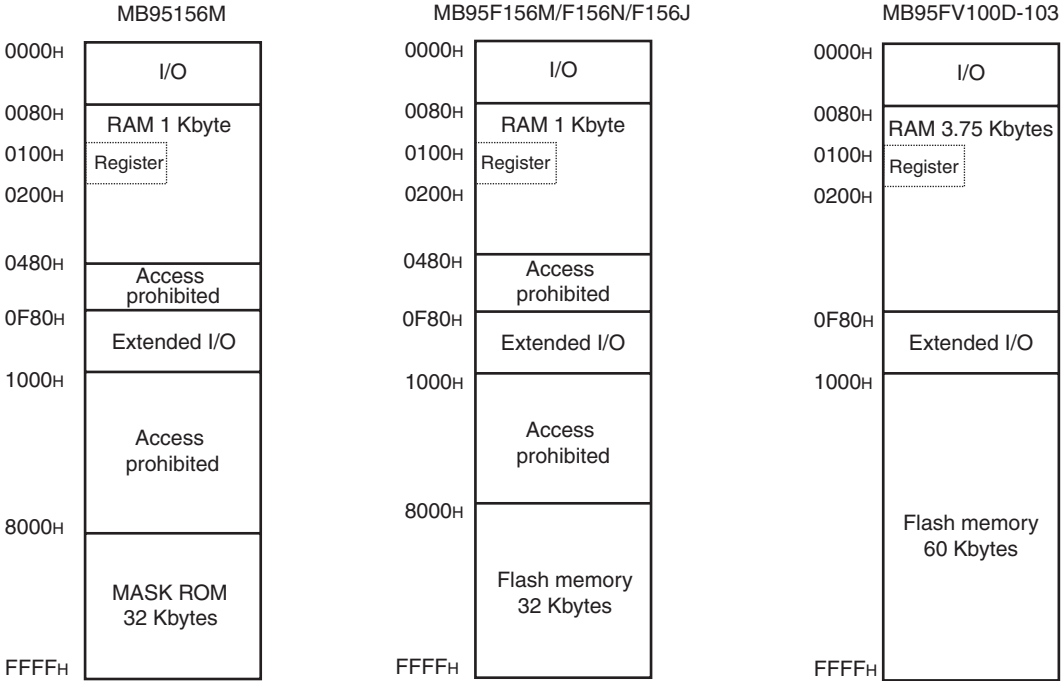 MB95156M
0000H
I/O
0080H
RAM 1 Kbyte
0100H
Register
0200H
0480H
Access
prohibited
0F80H
Extended I/O
1000H
Access
prohibited
8000H
MASK ROM
32 Kbytes
FFFFH
MB95F156M/F156N/F156J
0000H
I/O
0080H
RAM 1 Kbyte
0100H
Register
0200H
0480H
Access
prohibited
0F80H
Extended I/O
1000H
Access
prohibited
8000H
Flash memory
32 Kbytes
FFFFH
MB95FV100D-103
0000H
I/O
0080H
RAM 3.75 Kbytes
0100H
Register
0200H
0F80H
Extended I/O
1000H
Flash memory
60 Kbytes
FFFFH